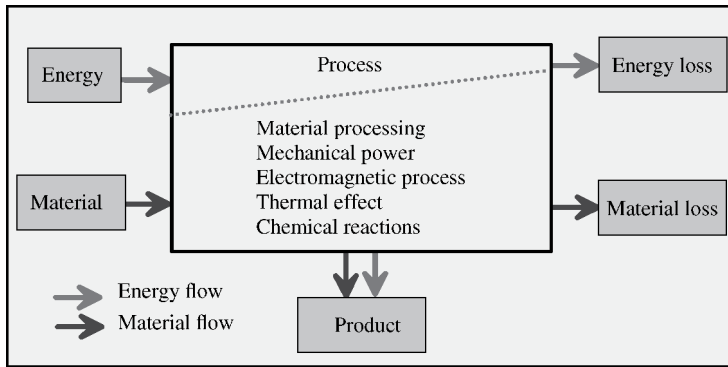 Energy
Process
Energy loss
Material processing
Mechanical power
Electromagnetic process
Thermal effect
Chemical reactions
Material
Material loss
Energy flow
Material flow
Product